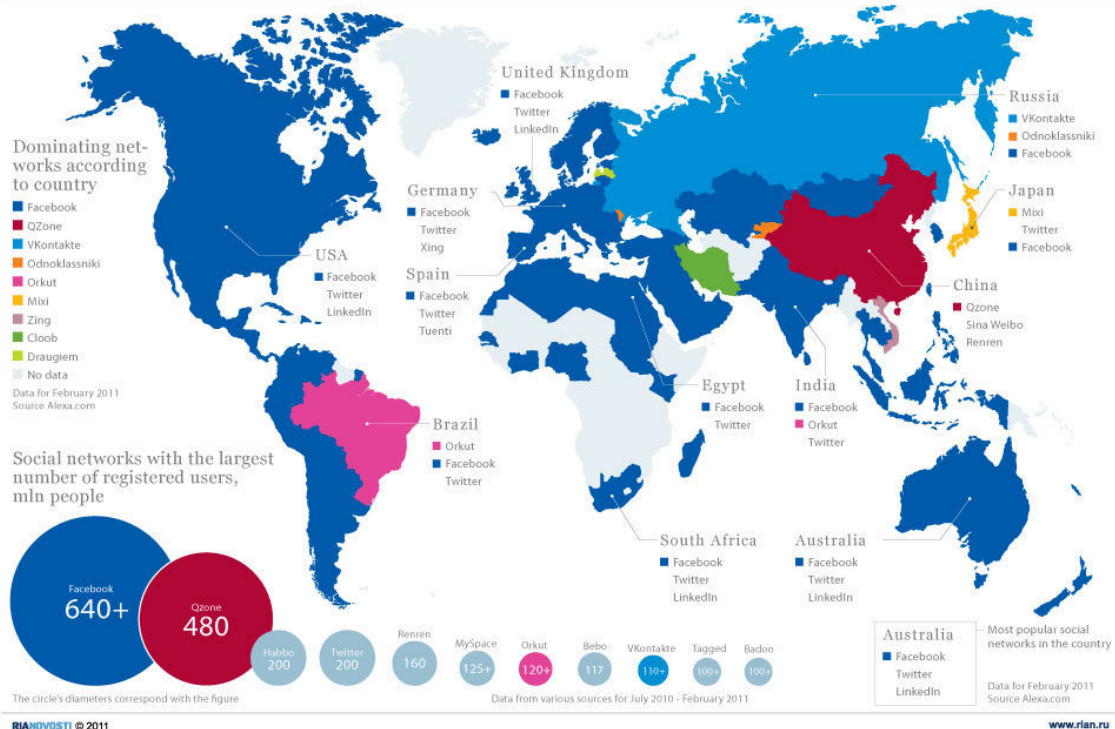 United Kingdom
Facebook
Twitter
LinkedIn
Russia
VKontakte
Odnoklassniki
Facebook
Dominating net-
works according
to country
Facebook
QZone
VKontakte
Odnoklassniki
Orkut
Mixi
Zing
Cloob
Draugiem
No data
Data for February 2011
Source Alexa.com
Germany
Facebook
Twitter
Xing
Japan
Mixi
Twitter
Facebook
USA
Facebook
Twitter
LinkedIn
Spain
Facebook
Twitter
Tuenti
China
Qzone
Sina Weibo
Renren
Egypt
Facebook
Twitter
India
Facebook
Orkut
Twitter
Brazil
Orkut
Facebook
Twitter
Social networks with the largest
number of registered users,
mln people
South Africa
Facebook
Twitter
LinkedIn
Australia
Facebook
Twitter
LinkedIn
Facebook
640+
Qzone
480
Habbo
200
Twitter
200
Renren
160
MySpace
125+
Orkut
120+
Bebo
117
VKontakte
110+
Tagged
100+
Badoo
100+
Australia
Facebook
Twitter
LinkedIn
Most popular social
networks in the country
Data for February 2011
Source Alexa.com
The circle's diameters correspond with the figure
Data from various sources for July 2010 - February 2011
RIANOVOSTI © 2011
www.rian.ru